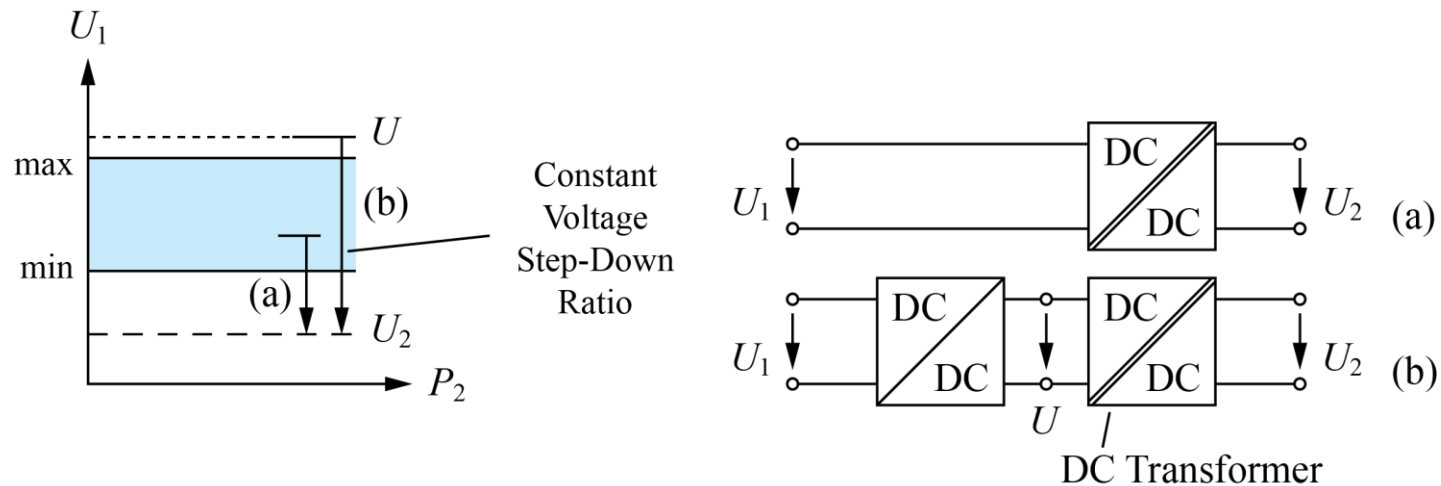 U₁
U
max
(b)
Constant
Voltage
Step-Down
Ratio
min
(a)
U₂
P₂
DC
DC
U₁
U₂
(a)
DC
DC
DC
DC
U₁
U₂
(b)
U
DC Transformer